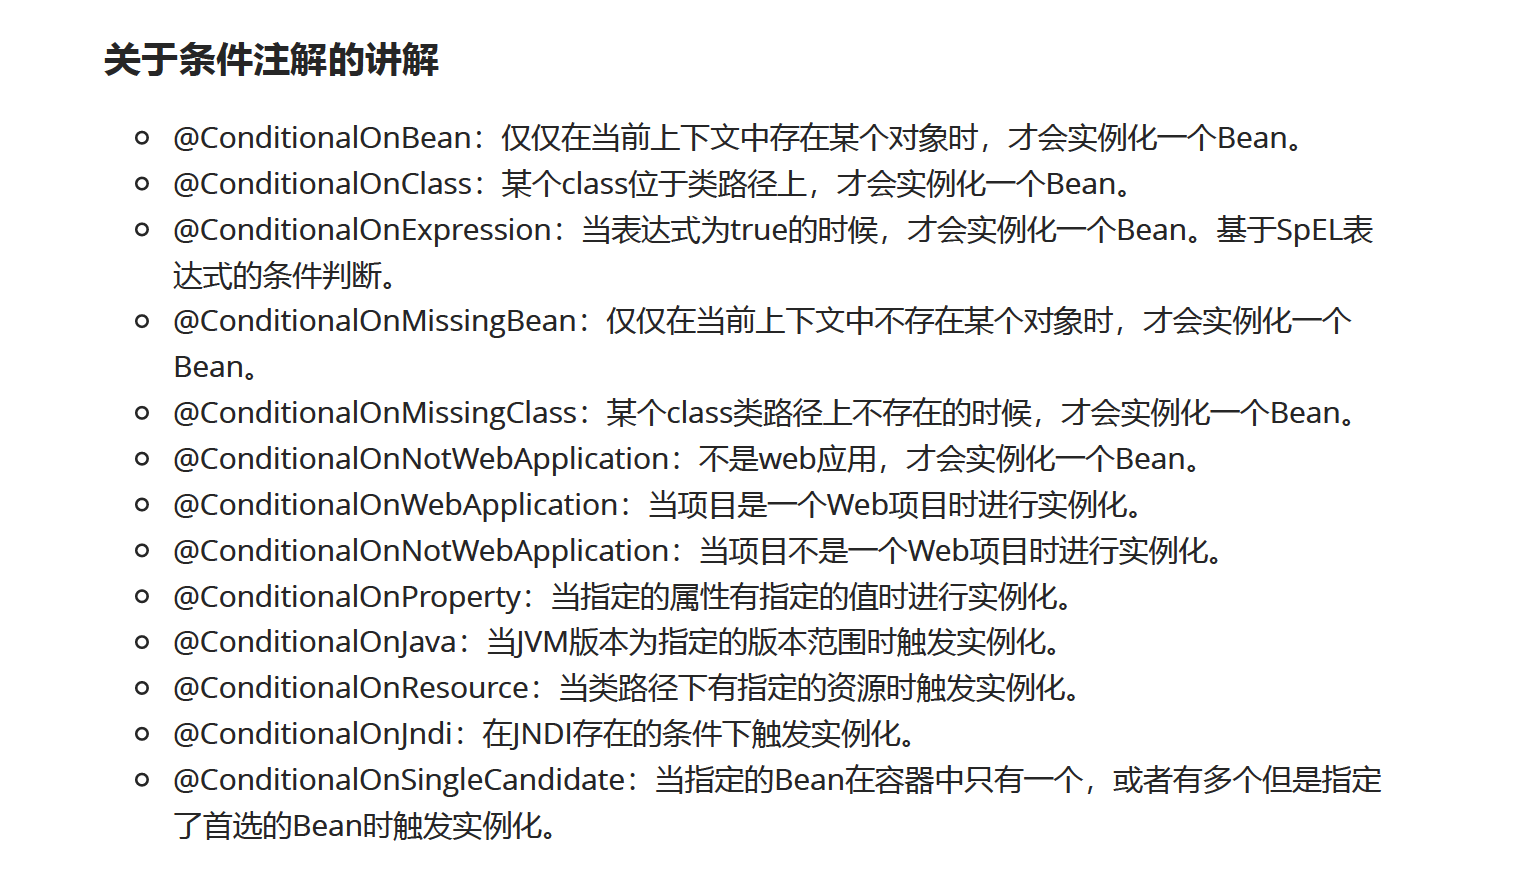 关于条件注解的讲解
@ConditionalOnBean：仅仅在当前上下文中存在某个对象时，才会实例化一个Bean。
@ConditionalOnClass：某个class位于类路径上，才会实例化一个Bean。
@ConditionalOnExpression：当表达式为true的时候，才会实例化一个Bean。基于SpEL表
达式的条件判断。
@ConditionalOnMissingBean：仅仅在当前上下文中不存在某个对象时，才会实例化一个
Bean。
@ConditionalOnMissingClass：某个class类路径上不存在的时候，才会实例化一个Bean。
@ConditionalOnNotWebApplication：不是web应用，才会实例化一个Bean。
@ConditionalOnWebApplication：当项目是一个Web项目时进行实例化。
@ConditionalOnNotWebApplication：当项目不是一个Web项目时进行实例化。
@ConditionalOnProperty：当指定的属性有指定的值时进行实例化。
@ConditionalOnJava：当JVM版本为指定的版本范围时触发实例化。
@ConditionalOnResource：当类路径下有指定的资源时触发实例化。
@ConditionalOnJndi：在JNDI存在的条件下触发实例化。
@ConditionalOnSingleCandidate：当指定的Bean在容器中只有一个，或者有多个但是指定
了首选的Bean时触发实例化。